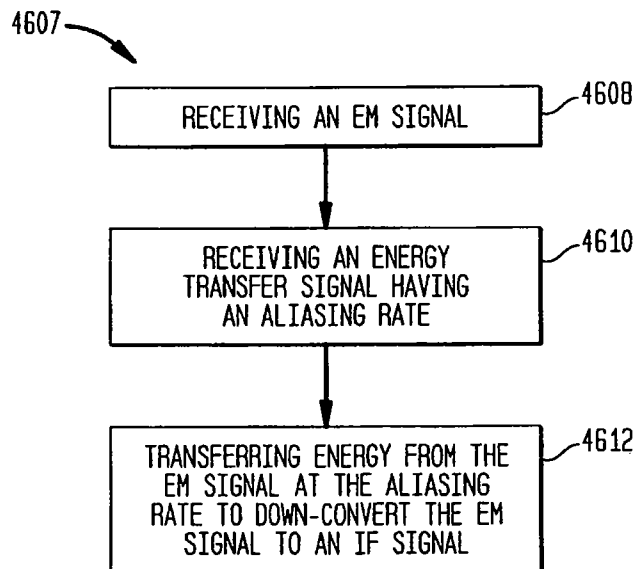 4607
RECEIVING AN EM SIGNAL
4608
RECEIVING AN ENERGY
TRANSFER SIGNAL HAVING
AN ALIASING RATE
4610
TRANSFERRING ENERGY FROM THE
EM SIGNAL AT THE ALIASING
RATE TO DOWN-CONVERT THE EM
SIGNAL TO AN IF SIGNAL
4612